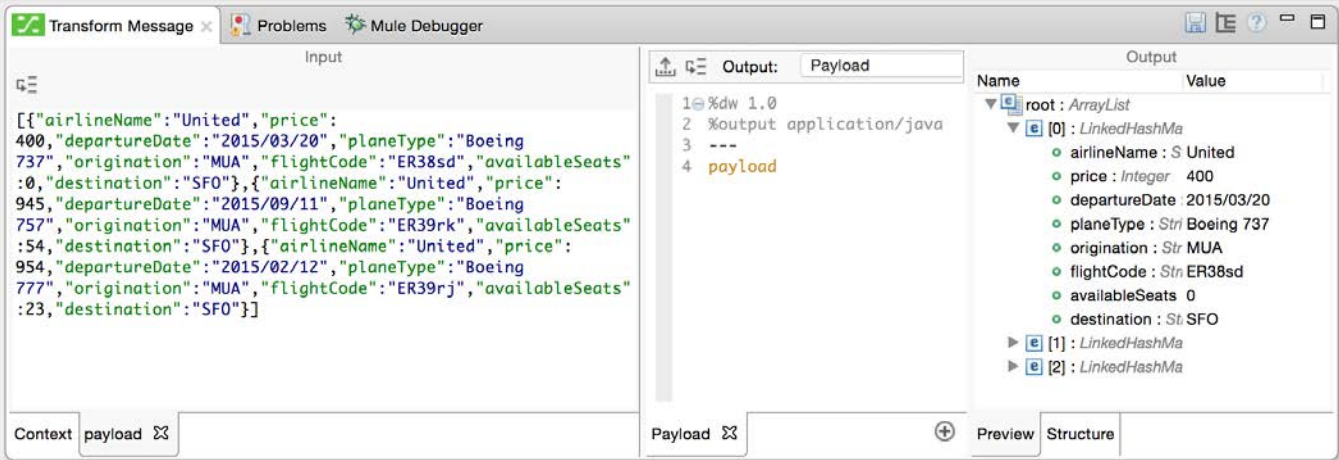 Transform Message
Problems
Mule Debugger
Input
[{"airlineName":"United","price":
400,"departureDate":"2015/03/20","planeType":"Boeing
737","origination":"MUA","flightCode":"ER38sd","availableSeats"
:0,"destination":"SFO"},{"airlineName":"United","price":
945,"departureDate":"2015/09/11","planeType":"Boeing
757","origination":"MUA","flightCode":"ER39rk","availableSeats"
:54,"destination":"SFO"},{"airlineName":"United","price":
954,"departureDate":"2015/02/12","planeType":"Boeing
777","origination":"MUA","flightCode":"ER39rj","availableSeats"
:23,"destination":"SFO"}]
Context payload
Output: Payload
1 %dw 1.0
2 %output application/java
3 ---
4 payload
Payload
Output
Name Value
root : ArrayList
e [0] : LinkedHashMa
airlineName : S United
price : Integer 400
departureDate : 2015/03/20
planeType : Stri Boeing 737
origination : Str MUA
flightCode : Strı ER38sd
availableSeats 0
destination : Sti SFO
e [1] : LinkedHashMa
e [2] : LinkedHashMa
Preview Structure